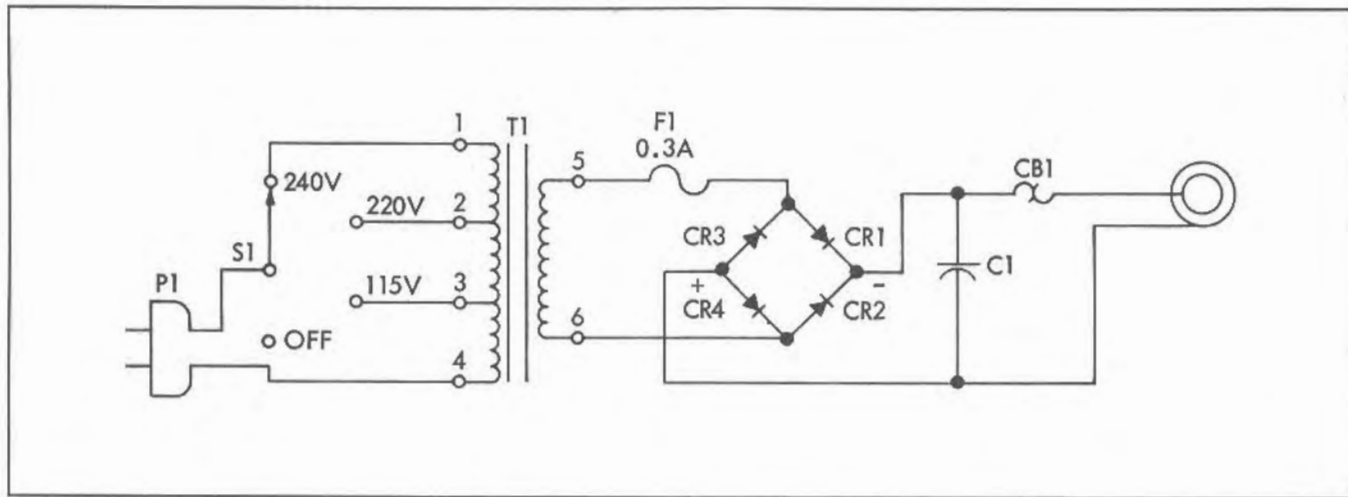 1
T1
F1
0.3A
5
240V
220V
2
CB1
S1
CR3
CR1
P1
115V
3
+
-
C1
CR4
CR2
OFF
6
4